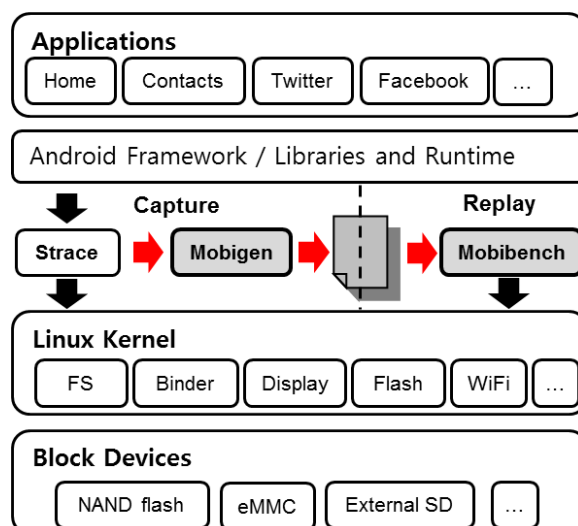 Applications
Home Contacts Twitter Facebook …
Android Framework / Libraries and Runtime
Capture Replay
Strace Mobigen Mobibench
Linux Kernel
FS Binder Display Flash WiFi …
Block Devices
NAND flash eMMC External SD …